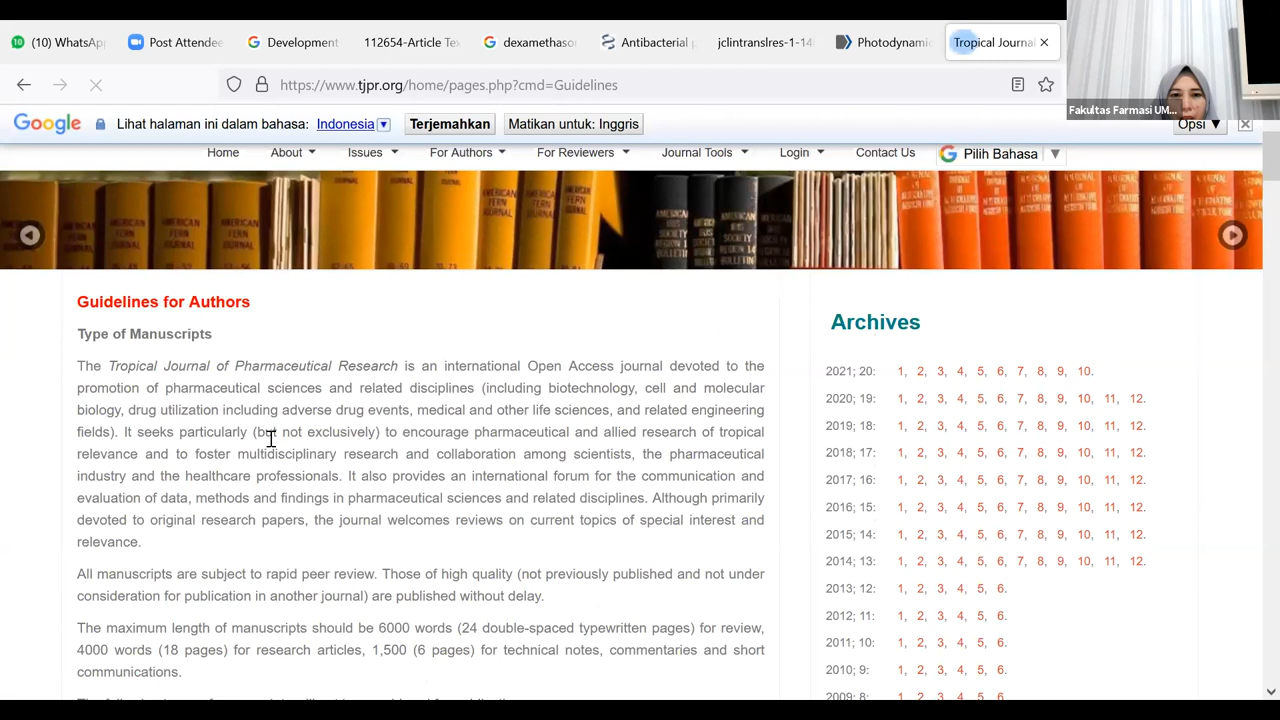 (10) WhatsAp
Post Attende
Development
112654-Article Te
dexamethaso
Antibacterial
jclintranslres-1-14
Photodynami
Tropical Journal
https://www.tjpr.org/home/pages.php?cmd=Guidelines
Fakultas Farmasi UM...
Google
Lihat halaman ini dalam bahasa: Indonesia
Terjemahkan
Matikan untuk: Inggris
Opsi ▼
Home
About
Issues
For Authors
For Reviewers
Journal Tools
Login
Contact Us
Pilih Bahasa
AMERICAN FERN JOURNAL
Guidelines for Authors
Type of Manuscripts
The Tropical Journal of Pharmaceutical Research is an international Open Access journal devoted to the
promotion of pharmaceutical sciences and related disciplines (including biotechnology, cell and molecular
biology, drug utilization including adverse drug events, medical and other life sciences, and related engineering
fields). It seeks particularly (but not exclusively) to encourage pharmaceutical and allied research of tropical
relevance and to foster multidisciplinary research and collaboration among scientists, the pharmaceutical
industry and the healthcare professionals. It also provides an international forum for the communication and
evaluation of data, methods and findings in pharmaceutical sciences and related disciplines. Although primarily
devoted to original research papers, the journal welcomes reviews on current topics of special interest and
relevance.
All manuscripts are subject to rapid peer review. Those of high quality (not previously published and not under
consideration for publication in another journal) are published without delay.
The maximum length of manuscripts should be 6000 words (24 double-spaced typewritten pages) for review,
4000 words (18 pages) for research articles, 1,500 (6 pages) for technical notes, commentaries and short
communications.
Archives
2021; 20: 1, 2, 3, 4, 5, 6, 7, 8, 9, 10.
2020; 19: 1, 2, 3, 4, 5, 6, 7, 8, 9, 10, 11, 12.
2019; 18: 1, 2, 3, 4, 5, 6, 7, 8, 9, 10, 11, 12.
2018; 17: 1, 2, 3, 4, 5, 6, 7, 8, 9, 10, 11, 12.
2017; 16: 1, 2, 3, 4, 5, 6, 7, 8, 9, 10, 11, 12.
2016; 15: 1, 2, 3, 4, 5, 6, 7, 8, 9, 10, 11, 12.
2015; 14: 1, 2, 3, 4, 5, 6, 7, 8, 9, 10, 11, 12.
2014; 13: 1, 2, 3, 4, 5, 6, 7, 8, 9, 10, 11, 12.
2013; 12: 1, 2, 3, 4, 5, 6.
2012; 11: 1, 2, 3, 4, 5, 6.
2011; 10: 1, 2, 3, 4, 5, 6.
2010; 9: 1, 2, 3, 4, 5, 6.
2009; 8: 1, 2, 3, 4, 5, 6.